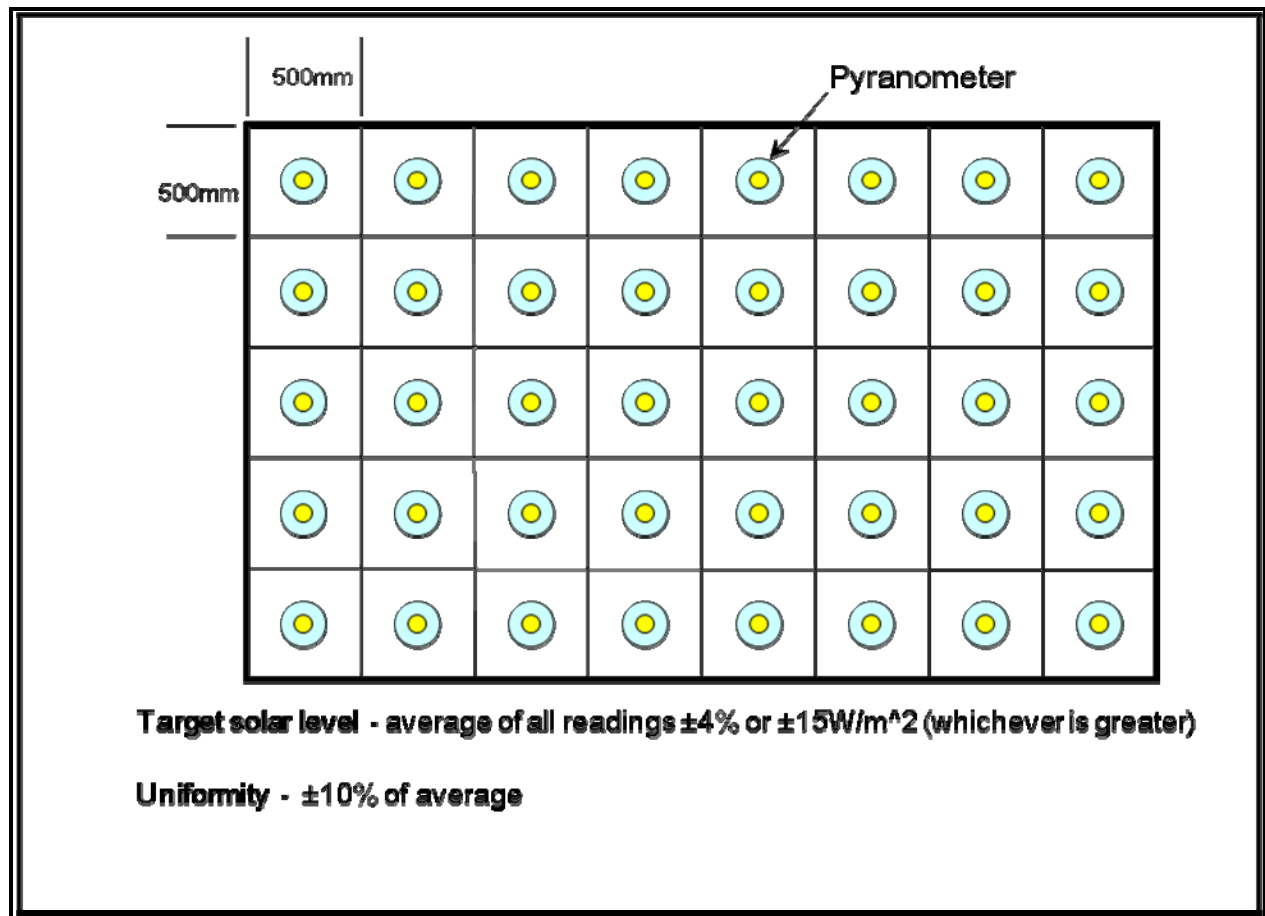 500mm
Pyranometer
500mm
Target solar level - average of all readings ±4% or ±15W/m^2 (whichever is greater)
Uniformity - ±10% of average